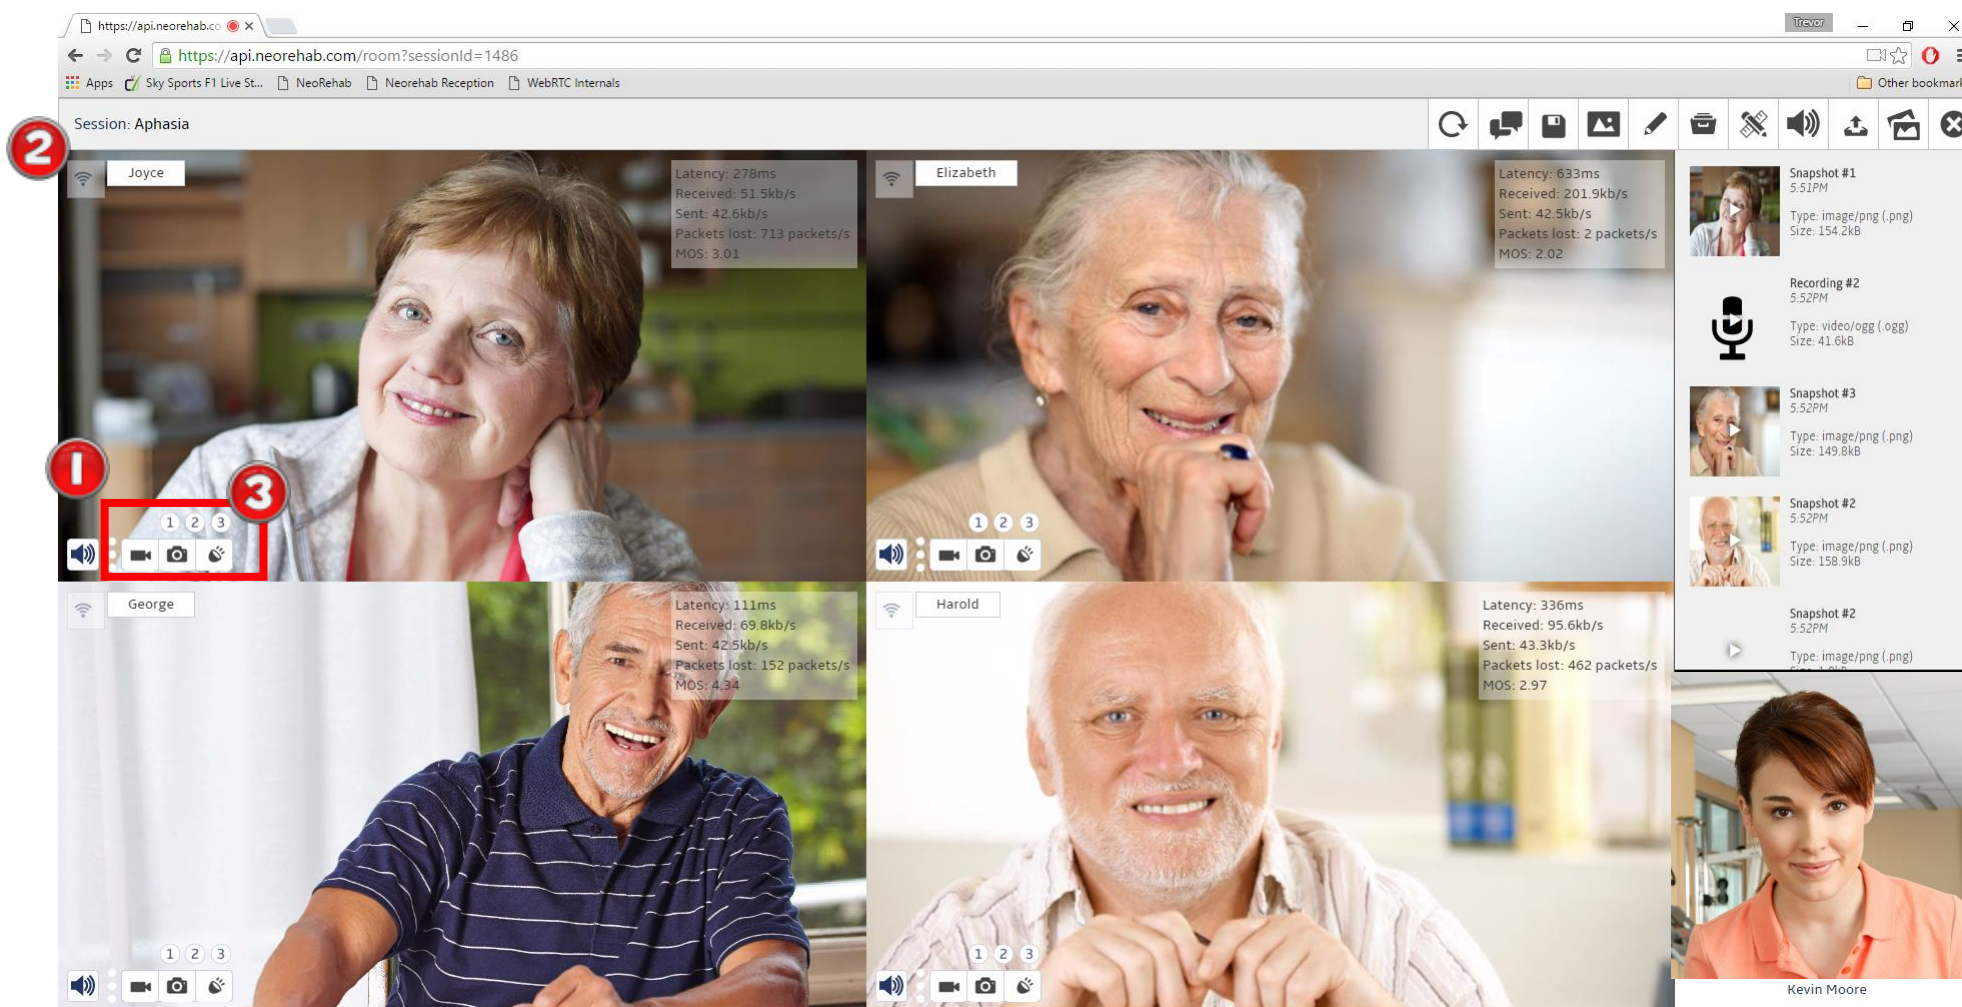 https://api.neorehab.co
Trevor
https://api.neorehab.com/room?sessionId=1486
Apps Sky Sports F1 Live St... NeoRehab Neorehab Reception WebRTC Internals Other bookmark
Session: Aphasia
2
Joyce
Latency: 278ms
Received: 51.5kb/s
Sent: 42.6kb/s
Packets lost: 713 packets/s
MOS: 3.01
1
3
1 2 3
Elizabeth
Latency: 633ms
Received: 201.9kb/s
Sent: 42.5kb/s
Packets lost: 2 packets/s
MOS: 2.02
1 2 3
George
Latency: 111ms
Received: 69.8kb/s
Sent: 42.5kb/s
Packets lost: 152 packets/s
MOS: 4.34
1 2 3
Harold
Latency: 336ms
Received: 95.6kb/s
Sent: 43.3kb/s
Packets lost: 462 packets/s
MOS: 2.97
1 2 3
Snapshot #1
5:51PM
Type: image/png (.png)
Size: 154.2kB
Recording #2
5:52PM
Type: video/ogg (.ogg)
Size: 41.6kB
Snapshot #3
5:52PM
Type: image/png (.png)
Size: 149.8kB
Snapshot #2
5:52PM
Type: image/png (.png)
Size: 158.9kB
Snapshot #2
5:52PM
Type: image/png (.png)
Kevin Moore